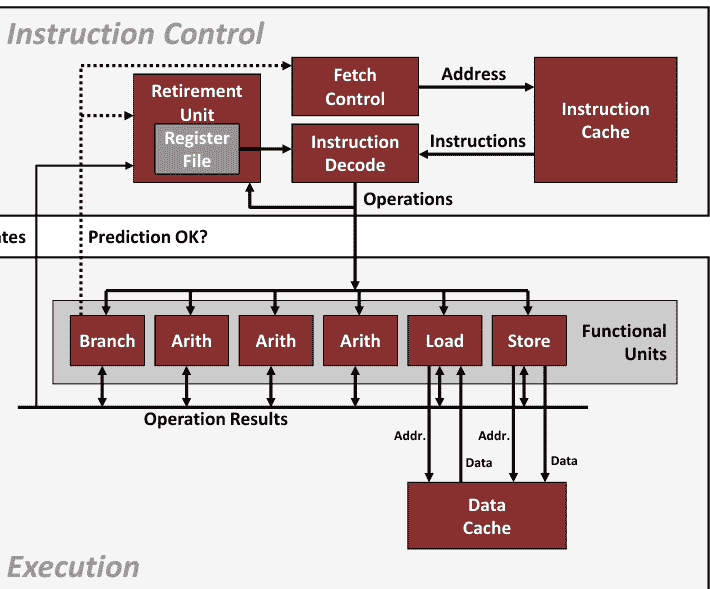 Instruction Control
Retirement
Unit
Register
File
Fetch
Control
Address
Instruction
Cache
Instruction
Decode
Instructions
Operations
Prediction OK?
Branch
Arith
Arith
Arith
Load
Store
Functional
Units
Operation Results
Addr.
Data
Addr.
Data
Data
Cache
Execution